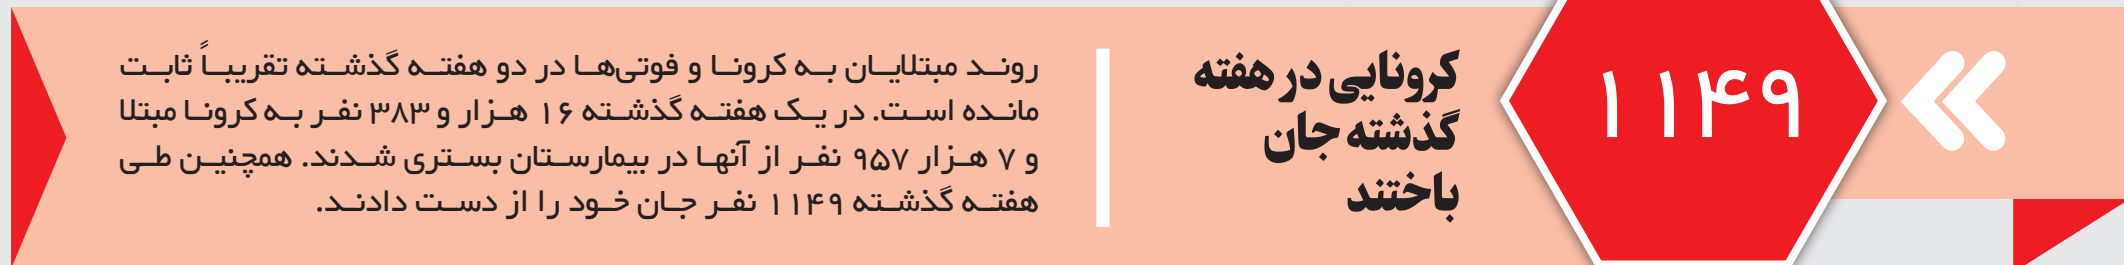 ۱۱۴۹
کرونایی در هفته
گذشته جان
باختند
روند مبتلایان به کرونا و فوتی‌ها در دو هفته گذشته تقریباً ثابت
مانده است. در یک هفته گذشته ۱۶ هزار و ۳۸۳ نفر به کرونا مبتلا
و ۷ هزار ۹۵۷ نفر از آنها در بیمارستان بستری شدند. همچنین طی
هفته گذشته ۱۱۴۹ نفر جان خود را از دست دادند.